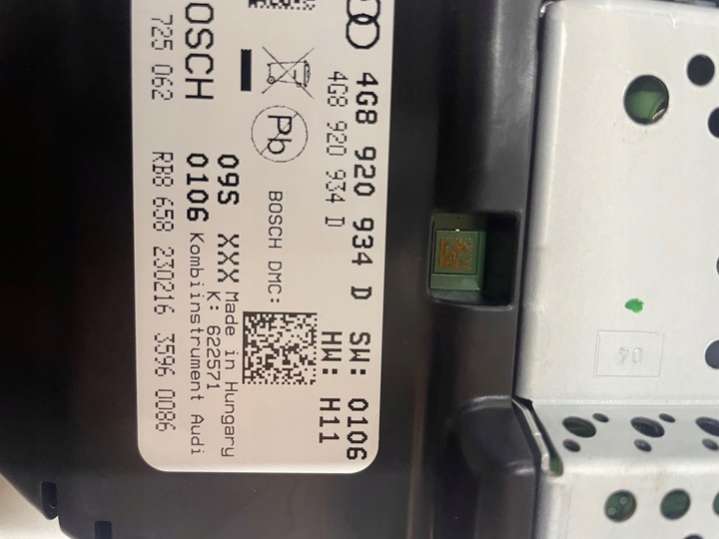 4G8 920 934 D SW: 0106
4G8 920 934 D HW: H11
Pb
BOSCH DMC:
09S XXX Made in Hungary
K: 622571
0106 Kombiinstrument Audi
OSCH
725 062 RB8 658 230216 3596 0086
04